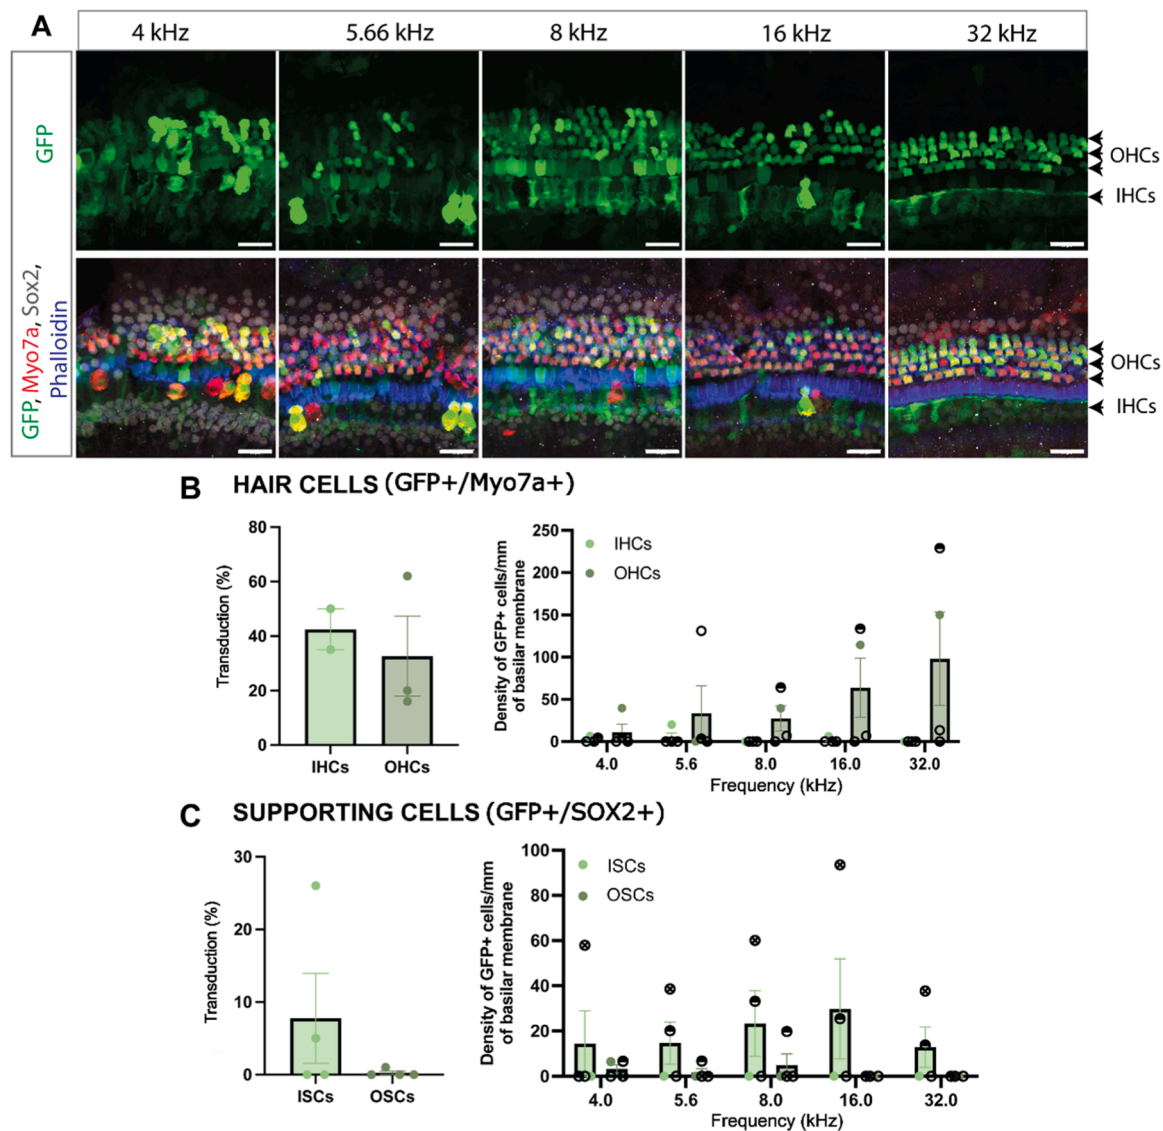 A
4 kHz 5.66 kHz 8 kHz 16 kHz 32 kHz
GFP
OHCs
IHCs
GFP, Myo7a, Sox2,
Phalloidin
OHCs
IHCs
B HAIR CELLS (GFP+/Myo7a+)
Transduction (%)
80
60
40
20
0
IHCs OHCs
Density of GFP+ cells/mm
of basilar membrane
250
200
150
100
50
0
IHCs
OHCs
4.0 5.6 8.0 16.0 32.0
Frequency (kHz)
C SUPPORTING CELLS (GFP+/SOX2+)
Transduction (%)
30
20
10
0
ISCs OSCs
Density of GFP+ cells/mm
of basilar membrane
100
80
60
40
20
0
ISCs
OSCs
4.0 5.6 8.0 16.0 32.0
Frequency (kHz)